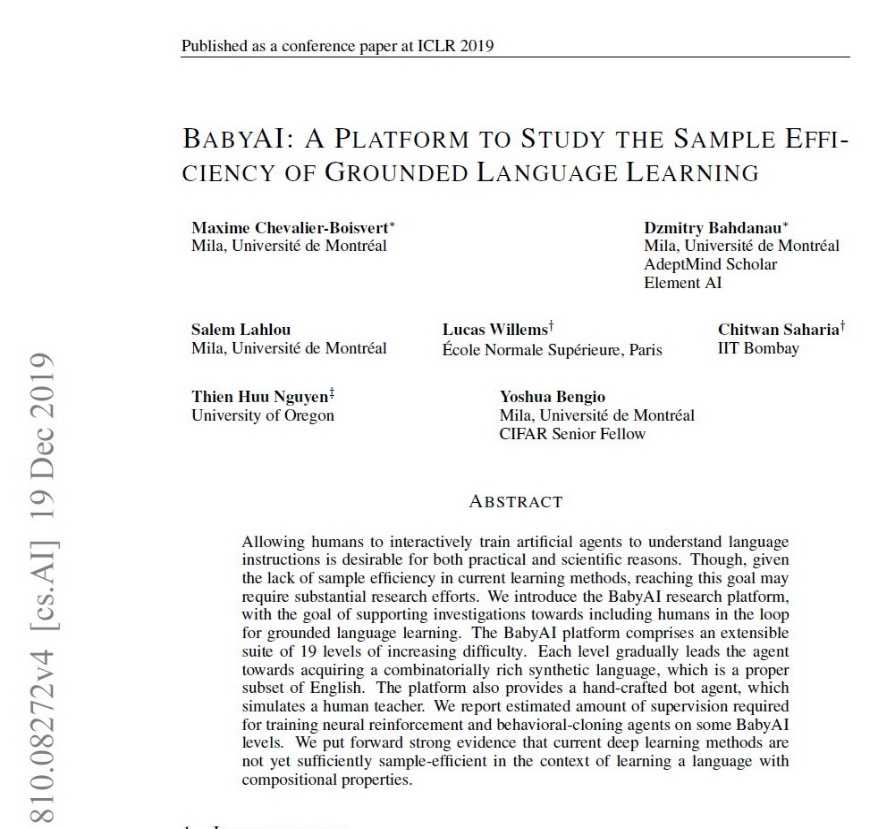 Published as a conference paper at ICLR 2019
BABYAI: A PLATFORM TO STUDY THE SAMPLE EFFI-
CIENCY OF GROUNDED LANGUAGE LEARNING
Maxime Chevalier-Boisvert*
Mila, Université de Montréal
Dzmitry Bahdanau*
Mila, Université de Montréal
AdeptMind Scholar
Element AI
Salem Lahlou
Mila, Université de Montréal
Lucas Willems†
École Normale Supérieure, Paris
Chitwan Saharia†
IIT Bombay
Thien Huu Nguyen‡
University of Oregon
Yoshua Bengio
Mila, Université de Montréal
CIFAR Senior Fellow
ABSTRACT
Allowing humans to interactively train artificial agents to understand language
instructions is desirable for both practical and scientific reasons. Though, given
the lack of sample efficiency in current learning methods, reaching this goal may
require substantial research efforts. We introduce the BabyAI research platform,
with the goal of supporting investigations towards including humans in the loop
for grounded language learning. The BabyAI platform comprises an extensible
suite of 19 levels of increasing difficulty. Each level gradually leads the agent
towards acquiring a combinatorially rich synthetic language, which is a proper
subset of English. The platform also provides a hand-crafted bot agent, which
simulates a human teacher. We report estimated amount of supervision required
for training neural reinforcement and behavioral-cloning agents on some BabyAI
levels. We put forward strong evidence that current deep learning methods are
not yet sufficiently sample-efficient in the context of learning a language with
compositional properties.
810.08272v4 [cs.AI] 19 Dec 2019